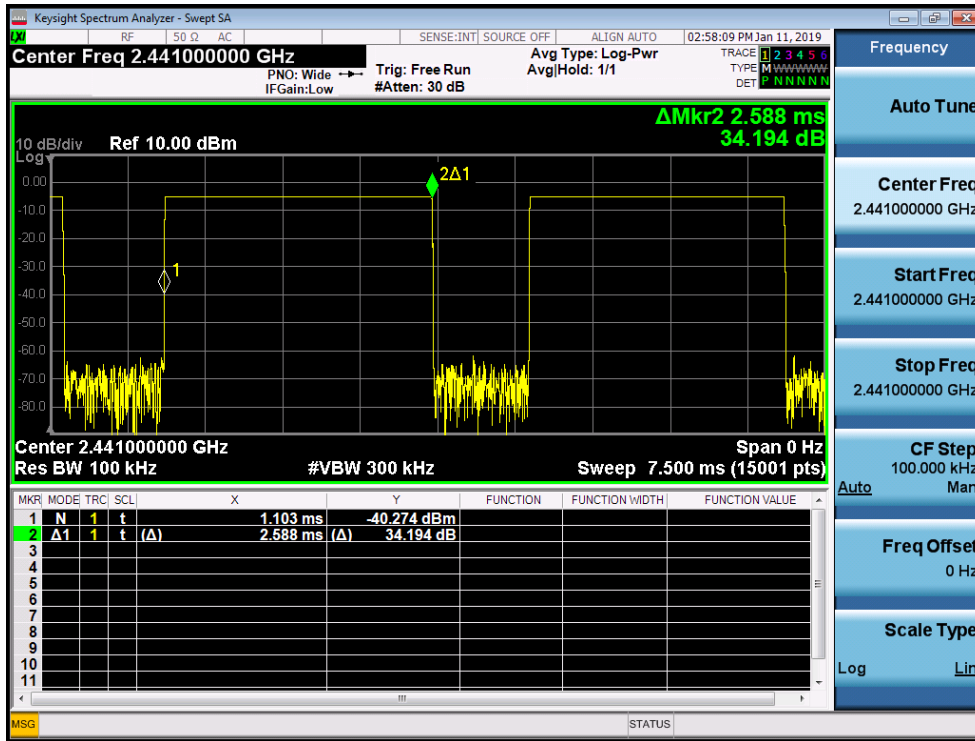 Keysight Spectrum Analyzer - Swept SA
LXI RF 50 Ω AC SENSE:INT SOURCE OFF ALIGN AUTO 02:58:09 PM Jan 11, 2019
Center Freq 2.441000000 GHz
PNO: Wide
IFGain:Low
Trig: Free Run
#Atten: 30 dB
Avg Type: Log-Pwr
Avg|Hold: 1/1
TRACE 1 2 3 4 5 6
TYPE M WWWWW
DET P N N N N N
ΔMkr2 2.588 ms
34.194 dB
10 dB/div Ref 10.00 dBm
Log
0.00
-10.0
-20.0
-30.0
-40.0
-50.0
-60.0
-70.0
-80.0
2Δ1
1
Center 2.441000000 GHz Span 0 Hz
Res BW 100 kHz #VBW 300 kHz Sweep 7.500 ms (15001 pts)
MKR MODE TRC SCL X Y FUNCTION FUNCTION WIDTH FUNCTION VALUE
1 N 1 t 1.103 ms -40.274 dBm
2 Δ1 1 t (Δ) 2.588 ms (Δ) 34.194 dB
3
4
5
6
7
8
9
10
11
MSG STATUS
Frequency
Auto Tune
Center Freq
2.441000000 GHz
Start Freq
2.441000000 GHz
Stop Freq
2.441000000 GHz
CF Step
100.000 kHz
Auto Man
Freq Offset
0 Hz
Scale Type
Log Lin